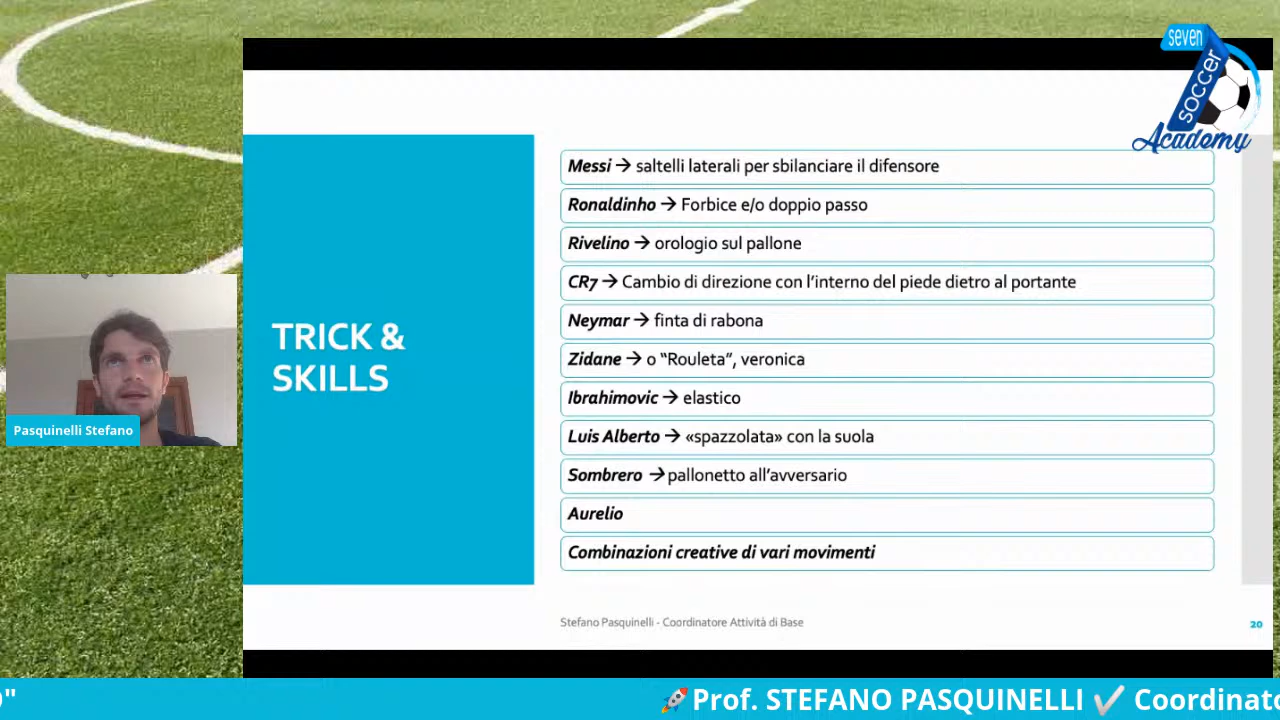 seven
SOCCER
Academy
Messi → saltelli laterali per sbilanciare il difensore
Ronaldinho → Forbice e/o doppio passo
Rivelino → orologio sul pallone
CR7 → Cambio di direzione con l'interno del piede dietro al portante
Neymar → finta di rabona
Zidane → o "Rouleta", veronica
Ibrahimovic → elastico
Luis Alberto → «spazzolata» con la suola
Sombrero → pallonetto all'avversario
Aurelio
Combinazioni creative di vari movimenti
TRICK &
SKILLS
Pasquinelli Stefano
Stefano Pasquinelli - Coordinatore Attività di Base
20
🚀Prof. STEFANO PASQUINELLI ✔️ Coordinato